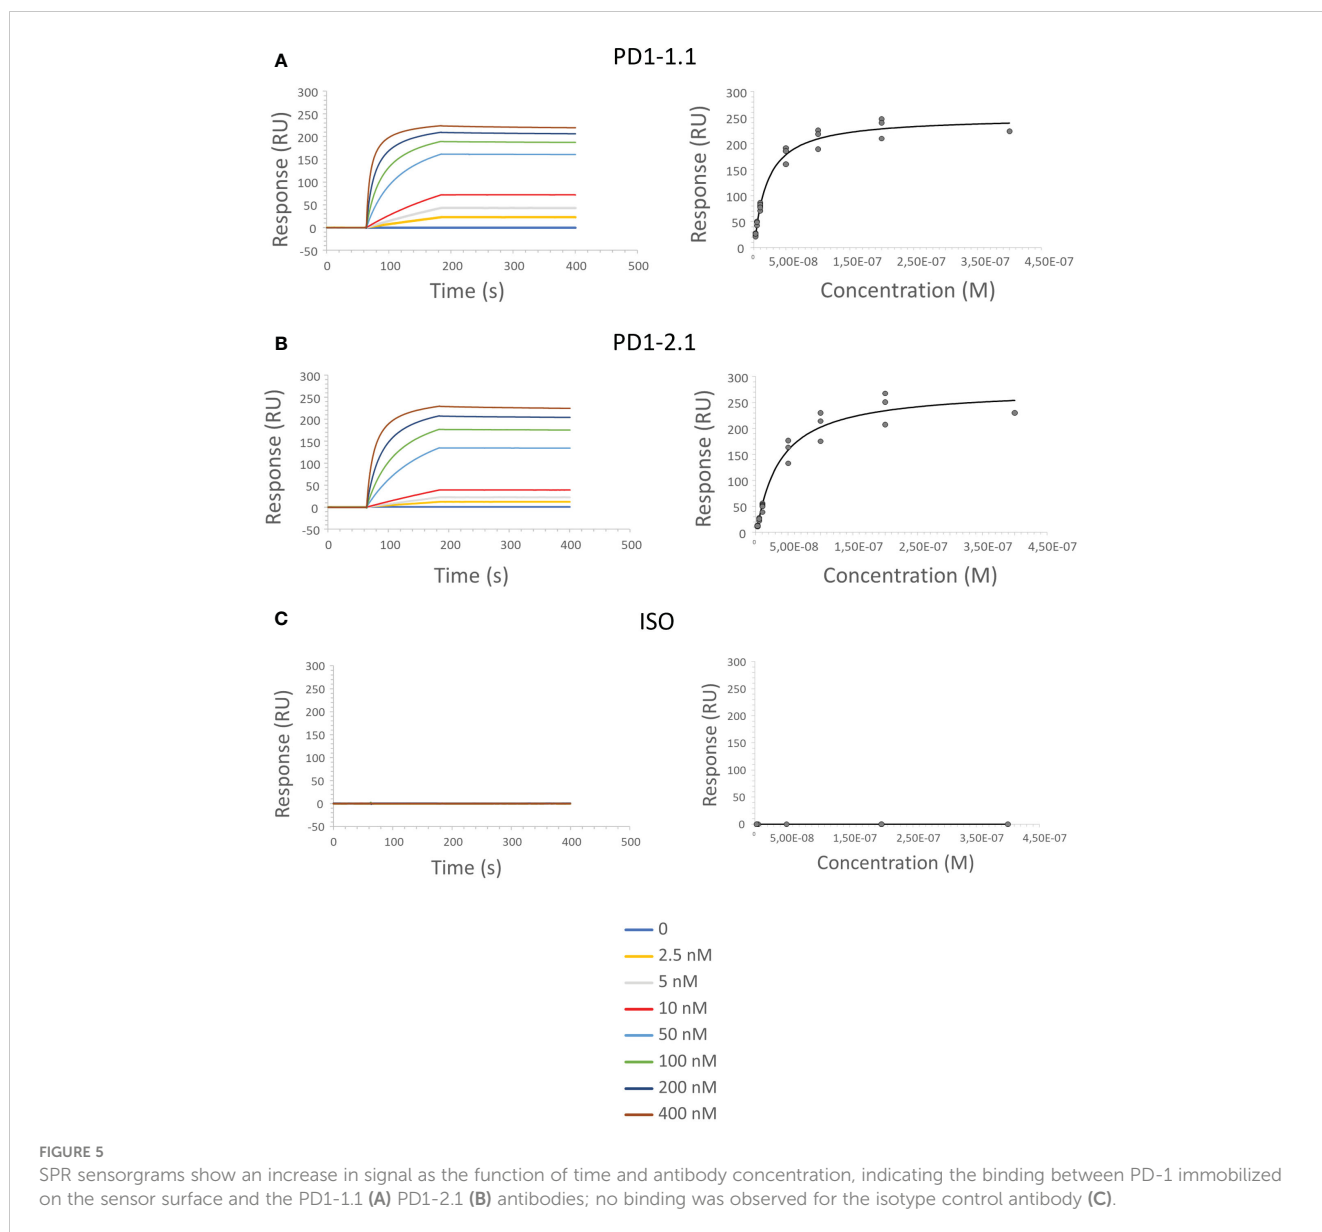 A
PD1-1.1
300
250
200
150
100
50
0
-50
Response (RU)
0 100 200 300 400 500
Time (s)
300
250
200
150
100
50
0
Response (RU)
0 5,00E-08 1,50E-07 2,50E-07 3,50E-07 4,50E-07
Concentration (M)
B
PD1-2.1
300
250
200
150
100
50
0
-50
Response (RU)
0 100 200 300 400 500
Time (s)
300
250
200
150
100
50
0
Response (RU)
0 5,00E-08 1,50E-07 2,50E-07 3,50E-07 4,50E-07
Concentration (M)
C
ISO
300
250
200
150
100
50
0
-50
Response (RU)
0 100 200 300 400 500
Time (s)
300
250
200
150
100
50
0
Response (RU)
0 5,00E-08 1,50E-07 2,50E-07 3,50E-07 4,50E-07
Concentration (M)
0
2.5 nM
5 nM
10 nM
50 nM
100 nM
200 nM
400 nM
FIGURE 5
SPR sensorgrams show an increase in signal as the function of time and antibody concentration, indicating the binding between PD-1 immobilized
on the sensor surface and the PD1-1.1 (A) PD1-2.1 (B) antibodies; no binding was observed for the isotype control antibody (C).